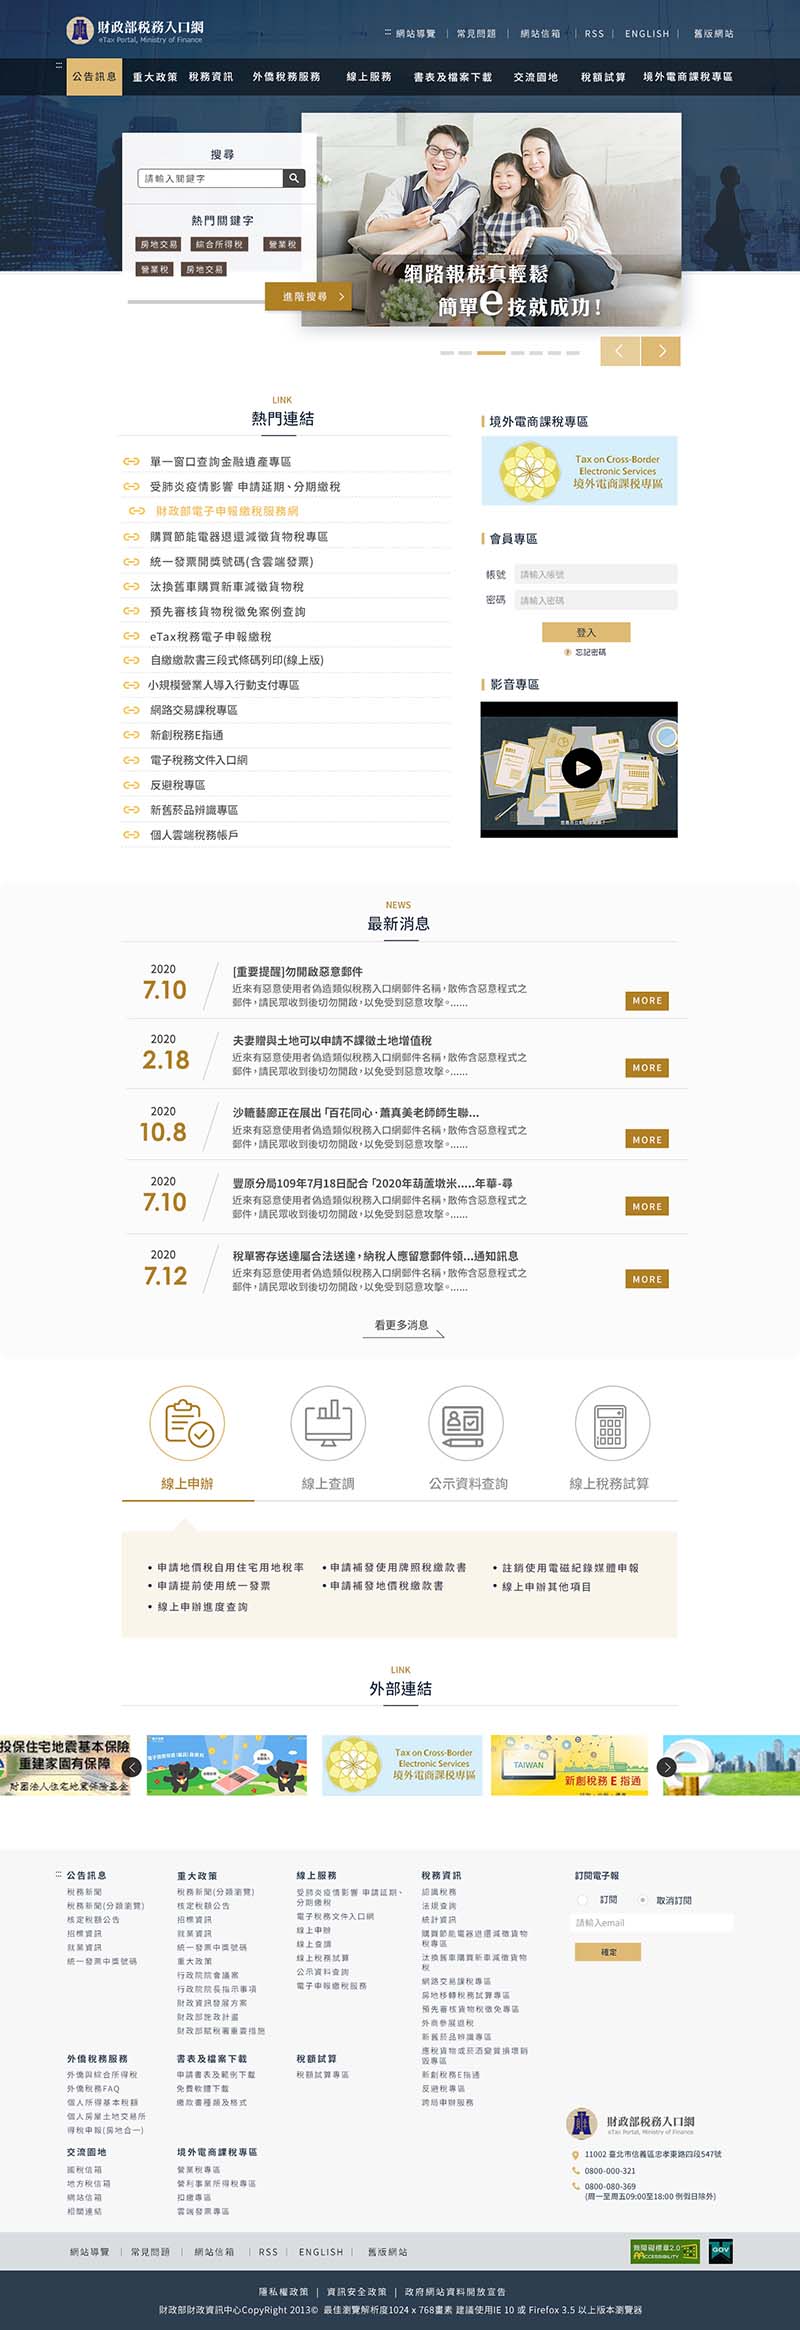 財政部稅務入口網
eTax Portal, Ministry of Finance
::: 網站導覽 | 常見問題 | 網站信箱 | RSS | ENGLISH | 舊版網站
:::
公告訊息 重大政策 稅務資訊 外僑稅務服務 線上服務 書表及檔案下載 交流園地 稅額試算 境外電商課稅專區
搜尋
請輸入關鍵字
熱門關鍵字
房地交易 綜合所得稅 營業稅
營業稅 房地交易
進階搜尋
網路報稅真輕鬆
簡單e按就成功!
LINK
熱門連結
單一窗口查詢金融遺產專區
受肺炎疫情影響 申請延期、分期繳稅
財政部電子申報繳稅服務網
購買節能電器退還減徵貨物稅專區
統一發票開獎號碼(含雲端發票)
汰換舊車購買新車減徵貨物稅
預先審核貨物稅徵免案例查詢
eTax稅務電子申報繳稅
自繳繳款書三段式條碼列印(線上版)
小規模營業人導入行動支付專區
網路交易課稅專區
新創稅務E指通
電子稅務文件入口網
反避稅專區
新舊菸品辨識專區
個人雲端稅務帳戶
境外電商課稅專區
Tax on Cross-Border
Electronic Services
境外電商課稅專區
會員專區
帳號 請輸入帳號
密碼 請輸入密碼
登入
? 忘記密碼
影音專區
NEWS
最新消息
2020
7.10
[重要提醒]勿開啟惡意郵件
近來有惡意使用者偽造類似稅務入口網郵件名稱，散佈含惡意程式之
郵件，請民眾收到後切勿開啟，以免受到惡意攻擊。......
MORE
2020
2.18
夫妻贈與土地可以申請不課徵土地增值稅
近來有惡意使用者偽造類似稅務入口網郵件名稱，散佈含惡意程式之
郵件，請民眾收到後切勿開啟，以免受到惡意攻擊。......
MORE
2020
10.8
沙轆藝廊正在展出「百花同心·蕭真美老師師生聯...
近來有惡意使用者偽造類似稅務入口網郵件名稱，散佈含惡意程式之
郵件，請民眾收到後切勿開啟，以免受到惡意攻擊。......
MORE
2020
7.10
豐原分局109年7月18日配合「2020年葫蘆墩米.....年華-尋
近來有惡意使用者偽造類似稅務入口網郵件名稱，散佈含惡意程式之
郵件，請民眾收到後切勿開啟，以免受到惡意攻擊。......
MORE
2020
7.12
稅單寄存送達屬合法送達，納稅人應留意郵件領...通知訊息
近來有惡意使用者偽造類似稅務入口網郵件名稱，散佈含惡意程式之
郵件，請民眾收到後切勿開啟，以免受到惡意攻擊。......
MORE
看更多消息
線上申辦 線上查調 公示資料查詢 線上稅務試算
• 申請地價稅自用住宅用地稅率 • 申請補發使用牌照稅繳款書 • 註銷使用電磁紀錄媒體申報
• 申請提前使用統一發票 • 申請補發地價稅繳款書 • 線上申辦其他項目
• 線上申辦進度查詢
LINK
外部連結
投保住宅地震基本保險
重建家園有保障
財團法人住宅地震保險基金
Tax on Cross-Border
Electronic Services
境外電商課稅專區
TAIWAN
新創稅務E指通
::: 公告訊息
稅務新聞
稅務新聞(分類瀏覽)
核定稅額公告
招標資訊
就業資訊
統一發票中獎號碼
重大政策
稅務新聞(分類瀏覽)
核定稅額公告
招標資訊
就業資訊
統一發票中獎號碼
重大政策
行政院院會議案
行政院院長指示事項
財政資訊發展方案
財政部施政計畫
財政部賦稅署重要措施
線上服務
受肺炎疫情影響 申請延期、
分期繳稅
電子稅務文件入口網
線上申辦
線上查調
線上稅務試算
公示資料查詢
電子申報繳稅服務
稅務資訊
認識稅務
法規查詢
統計資訊
購買節能電器退還減徵貨物
稅專區
汰換舊車購買新車減徵貨物
稅
網路交易課稅專區
房地移轉稅務試算專區
預先審核貨物稅徵免專區
外商參展退稅
新舊菸品辨識專區
應稅貨物或菸酒變質損壞銷
毀專區
新創稅務E指通
反避稅專區
跨局申辦服務
訂閱電子報
訂閱 取消訂閱
請輸入email
確定
外僑稅務服務
外僑與綜合所得稅
外僑稅務FAQ
個人所得基本稅額
個人房屋土地交易所
得稅申報(房地合一)
書表及檔案下載
申請書表及範例下載
免費軟體下載
繳款書種類及格式
稅額試算
稅額試算專區
交流園地
國稅信箱
地方稅信箱
網站信箱
相關連結
境外電商課稅專區
營業稅專區
營利事業所得稅專區
扣繳專區
雲端發票專區
財政部稅務入口網
eTax Portal, Ministry of Finance
11002 臺北市信義區忠孝東路四段547號
0800-000-321
0800-080-369
(周一至周五09:00至18:00 例假日除外)
網站導覽 | 常見問題 | 網站信箱 | RSS | ENGLISH | 舊版網站
無障礙標章2.0
ACCESSIBILITY
GOV
隱私權政策 | 資訊安全政策 | 政府網站資料開放宣告
財政部財政資訊中心CopyRight 2013© 最佳瀏覽解析度1024 x 768畫素 建議使用IE 10 或 Firefox 3.5 以上版本瀏覽器